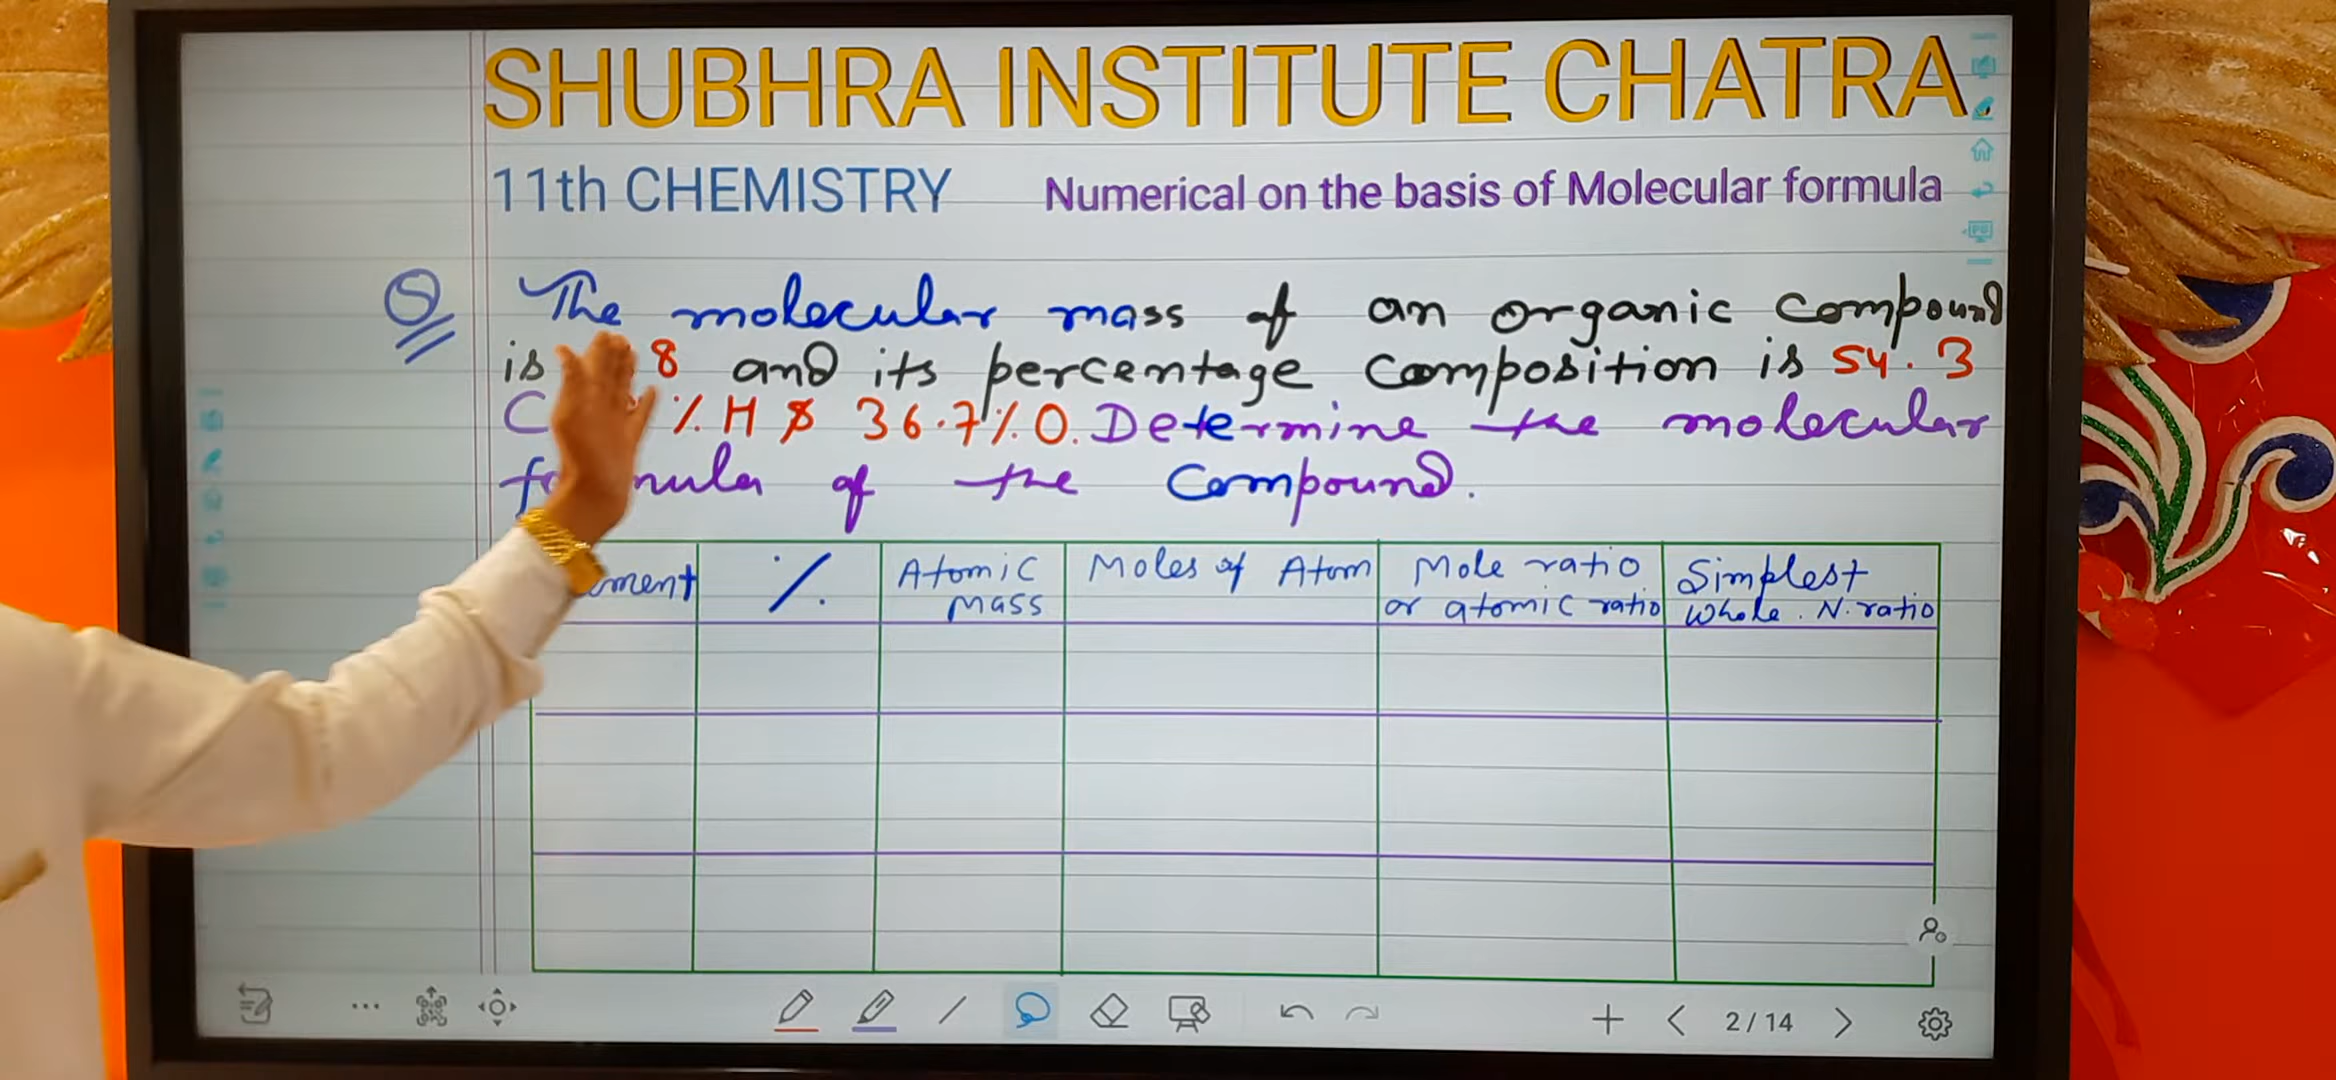 SHUBHRA INSTITUTE CHATRA
11th CHEMISTRY Numerical on the basis of Molecular formula
Q The molecular mass of an organic compound
is 8 and its percentage composition is 54.3
C % H & 36.7% O. Determine the molecular
of the compound.
% Atomic mass Moles of Atom Mole ratio or atomic ratio Simplest whole. N. ratio
2/14